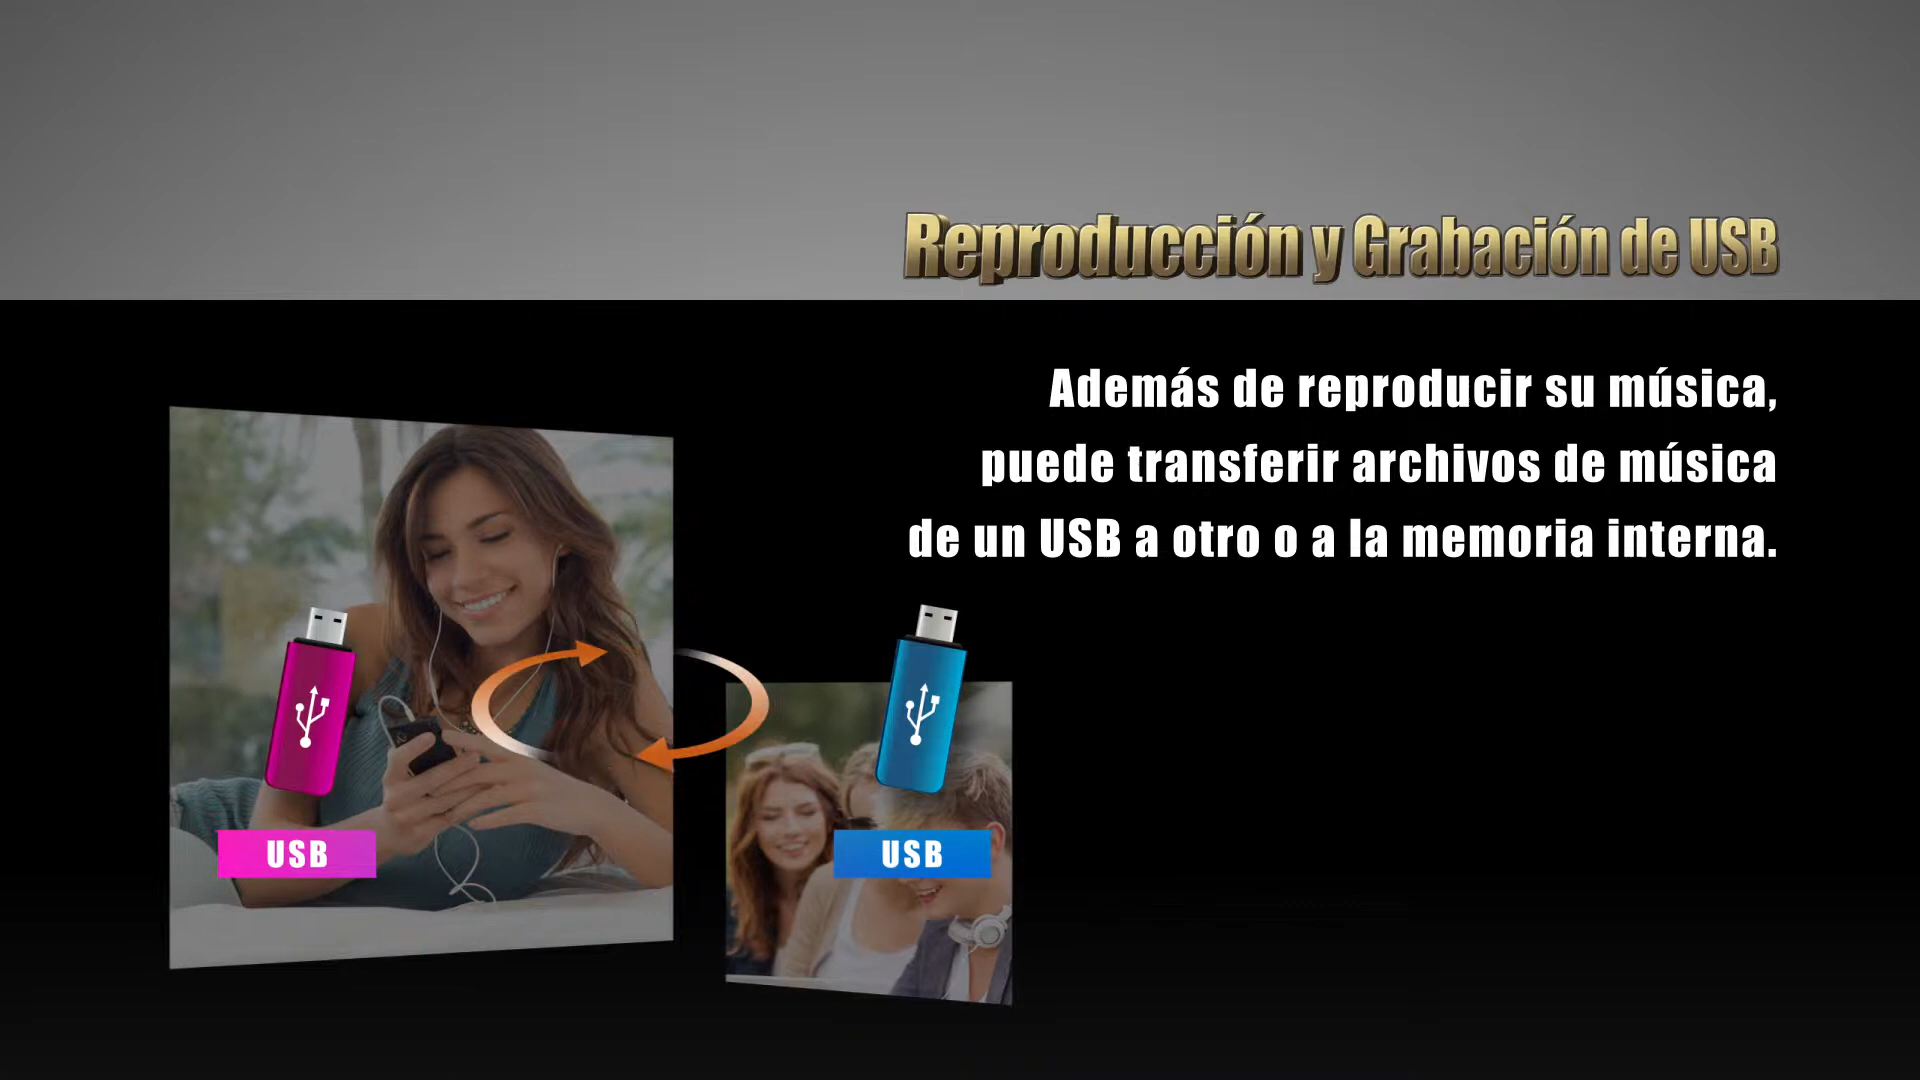 Reproducción y Grabación de USB
Además de reproducir su música,
puede transferir archivos de música
de un USB a otro o a la memoria interna.
USB
USB